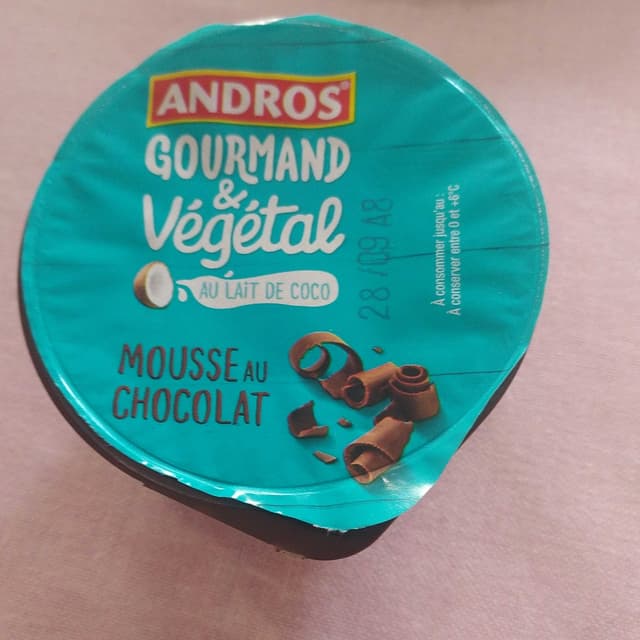 ANDROS®
GOURMAND
&
Végétal
AU LAIT DE COCO
MOUSSE AU
CHOCOLAT
28/09 A8
À consommer jusqu'au :
À conserver entre 0 et +6°C